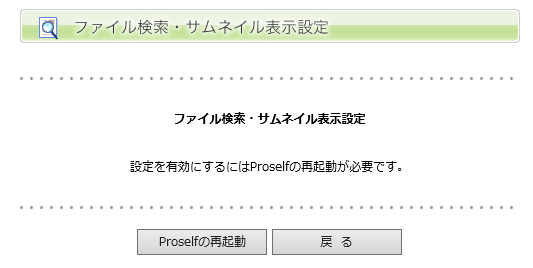 ファイル検索・サムネイル表示設定
ファイル検索・サムネイル表示設定
設定を有効にするにはProselfの再起動が必要です。
Proselfの再起動
戻 る